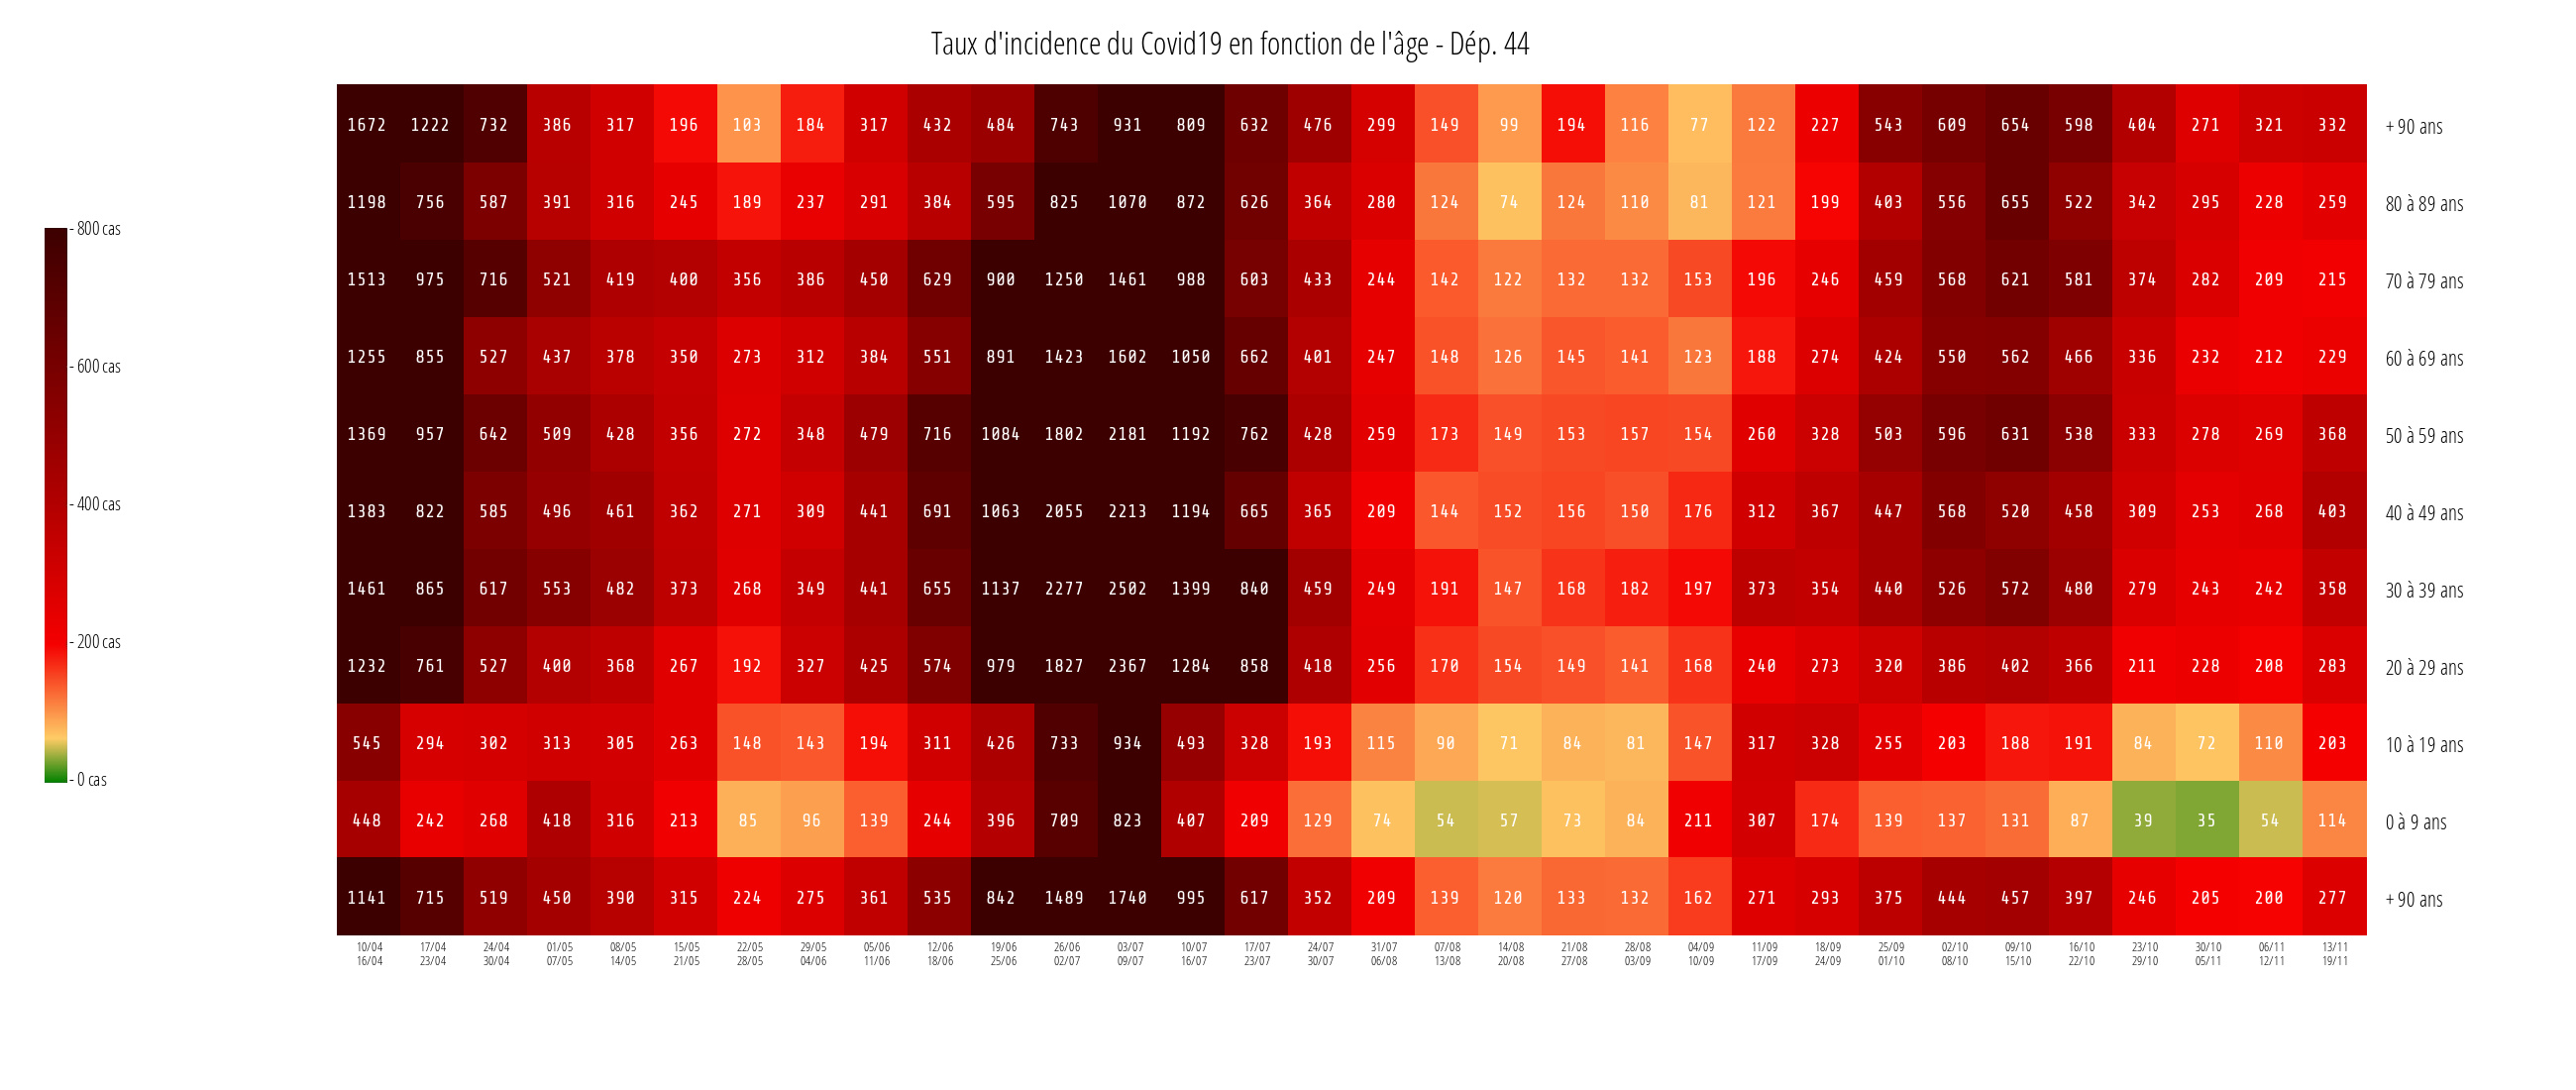 Taux d'incidence du Covid19 en fonction de l'âge - Dép. 44
- 800 cas
- 600 cas
- 400 cas
- 200 cas
- 0 cas
1672 1222 732 386 317 196 103 184 317 432 484 743 931 809 632 476 299 149 99 194 116 77 122 227 543 609 654 598 404 271 321 332 + 90 ans
1198 756 587 391 316 245 189 237 291 384 595 825 1070 872 626 364 280 124 74 124 110 81 121 199 403 556 655 522 342 295 228 259 80 à 89 ans
1513 975 716 521 419 400 356 386 450 629 900 1250 1461 988 603 433 244 142 122 132 132 153 196 246 459 568 621 581 374 282 209 215 70 à 79 ans
1255 855 527 437 378 350 273 312 384 551 891 1423 1602 1050 662 401 247 148 126 145 141 123 188 274 424 550 562 466 336 232 212 229 60 à 69 ans
1369 957 642 509 428 356 272 348 479 716 1084 1802 2181 1192 762 428 259 173 149 153 157 154 260 328 503 596 631 538 333 278 269 368 50 à 59 ans
1383 822 585 496 461 362 271 309 441 691 1063 2055 2213 1194 665 365 209 144 152 156 150 176 312 367 447 568 520 458 309 253 268 403 40 à 49 ans
1461 865 617 553 482 373 268 349 441 655 1137 2277 2502 1399 840 459 249 191 147 168 182 197 373 354 440 526 572 480 279 243 242 358 30 à 39 ans
1232 761 527 400 368 267 192 327 425 574 979 1827 2367 1284 858 418 256 170 154 149 141 168 240 273 320 386 402 366 211 228 208 283 20 à 29 ans
545 294 302 313 305 263 148 143 194 311 426 733 934 493 328 193 115 90 71 84 81 147 317 328 255 203 188 191 84 72 110 203 10 à 19 ans
448 242 268 418 316 213 85 96 139 244 396 709 823 407 209 129 74 54 57 73 84 211 307 174 139 137 131 87 39 35 54 114 0 à 9 ans
1141 715 519 450 390 315 224 275 361 535 842 1489 1740 995 617 352 209 139 120 133 132 162 271 293 375 444 457 397 246 205 200 277 + 90 ans
10/04 17/04 24/04 01/05 08/05 15/05 22/05 29/05 05/06 12/06 19/06 26/06 03/07 10/07 17/07 24/07 31/07 07/08 14/08 21/08 28/08 04/09 11/09 18/09 25/09 02/10 09/10 16/10 23/10 30/10 06/11 13/11
16/04 23/04 30/04 07/05 14/05 21/05 28/05 04/06 11/06 18/06 25/06 02/07 09/07 16/07 23/07 30/07 06/08 13/08 20/08 27/08 03/09 10/09 17/09 24/09 01/10 08/10 15/10 22/10 29/10 05/11 12/11 19/11